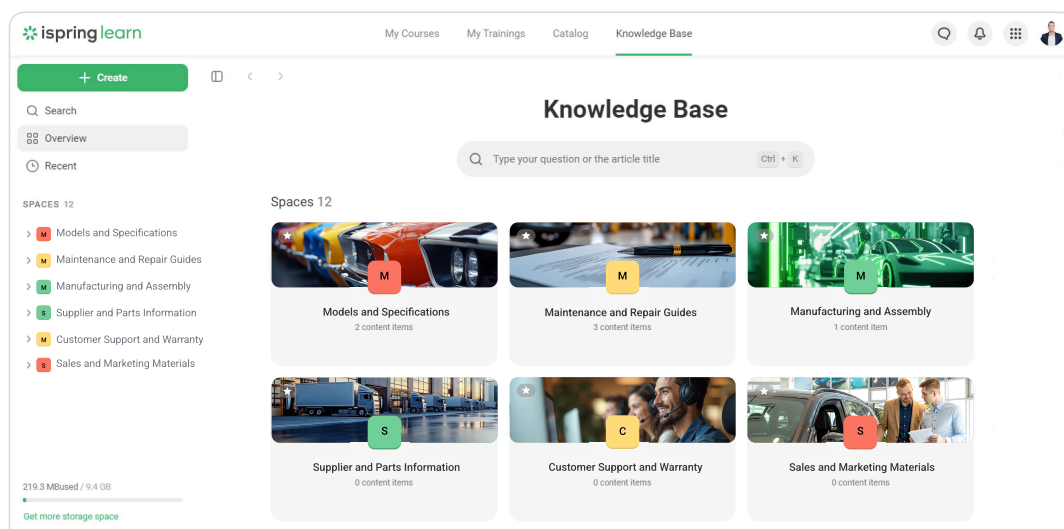 ispring learn
My Courses My Trainings Catalog Knowledge Base
Create
Search
Overview
Recent
SPACES 12
M Models and Specifications
M Maintenance and Repair Guides
M Manufacturing and Assembly
S Supplier and Parts Information
M Customer Support and Warranty
S Sales and Marketing Materials
219.3 MBused / 9.4 GB
Get more storage space
Knowledge Base
Type your question or the article title Ctrl + K
Spaces 12
M
Models and Specifications
2 content items
M
Maintenance and Repair Guides
3 content items
M
Manufacturing and Assembly
1 content item
S
Supplier and Parts Information
0 content items
C
Customer Support and Warranty
0 content items
S
Sales and Marketing Materials
0 content items